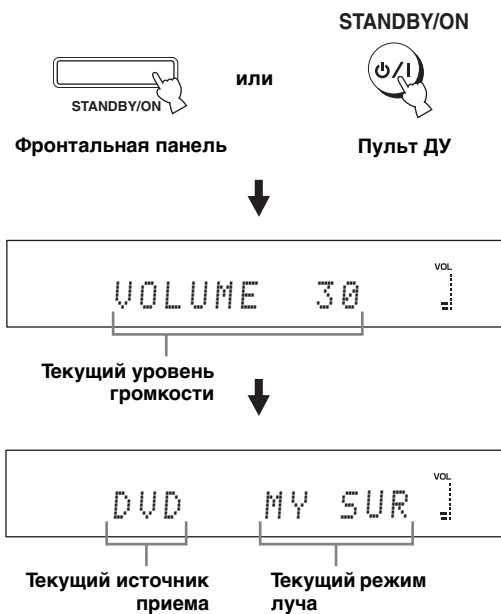 STANDBY/ON
или
STANDBY/ON
Фронтальная панель
Пульт ДУ
VOL
VOLUME 30
Текущий уровень
громкости
VOL
DVD MY SUR
Текущий источник
приема
Текущий режим
луча